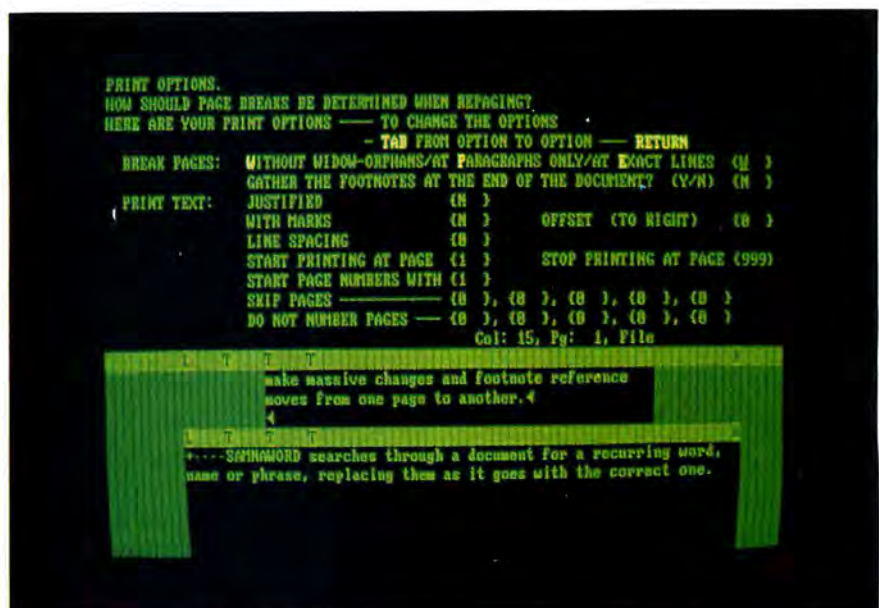 PRINT OPTIONS.
HOW SHOULD PAGE BREAKS BE DETERMINED WHEN REPAGING?
HERE ARE YOUR PRINT OPTIONS —— TO CHANGE THE OPTIONS
- TAB FROM OPTION TO OPTION —— RETURN
BREAK PAGES: WITHOUT WIDOW-ORPHANS/AT PARAGRAPHS ONLY/AT EXACT LINES (W )
GATHER THE FOOTNOTES AT THE END OF THE DOCUMENT? (Y/N) (N )
PRINT TEXT: JUSTIFIED (N )
WITH MARKS (N ) OFFSET (TO RIGHT) (0 )
LINE SPACING (0 )
START PRINTING AT PAGE (1 ) STOP PRINTING AT PAGE (999)
START PAGE NUMBERS WITH (1 )
SKIP PAGES ———— (0 ), (0 ), (0 ), (0 ), (0 )
DO NOT NUMBER PAGES —— (0 ), (0 ), (0 ), (0 ), (0 )
Col: 15, Pg: 1, File
L T T T
make massive changes and footnote reference
moves from one page to another.
L T T T
+----SAMNAWORD searches through a document for a recurring word,
name or phrase, replacing them as it goes with the correct one.